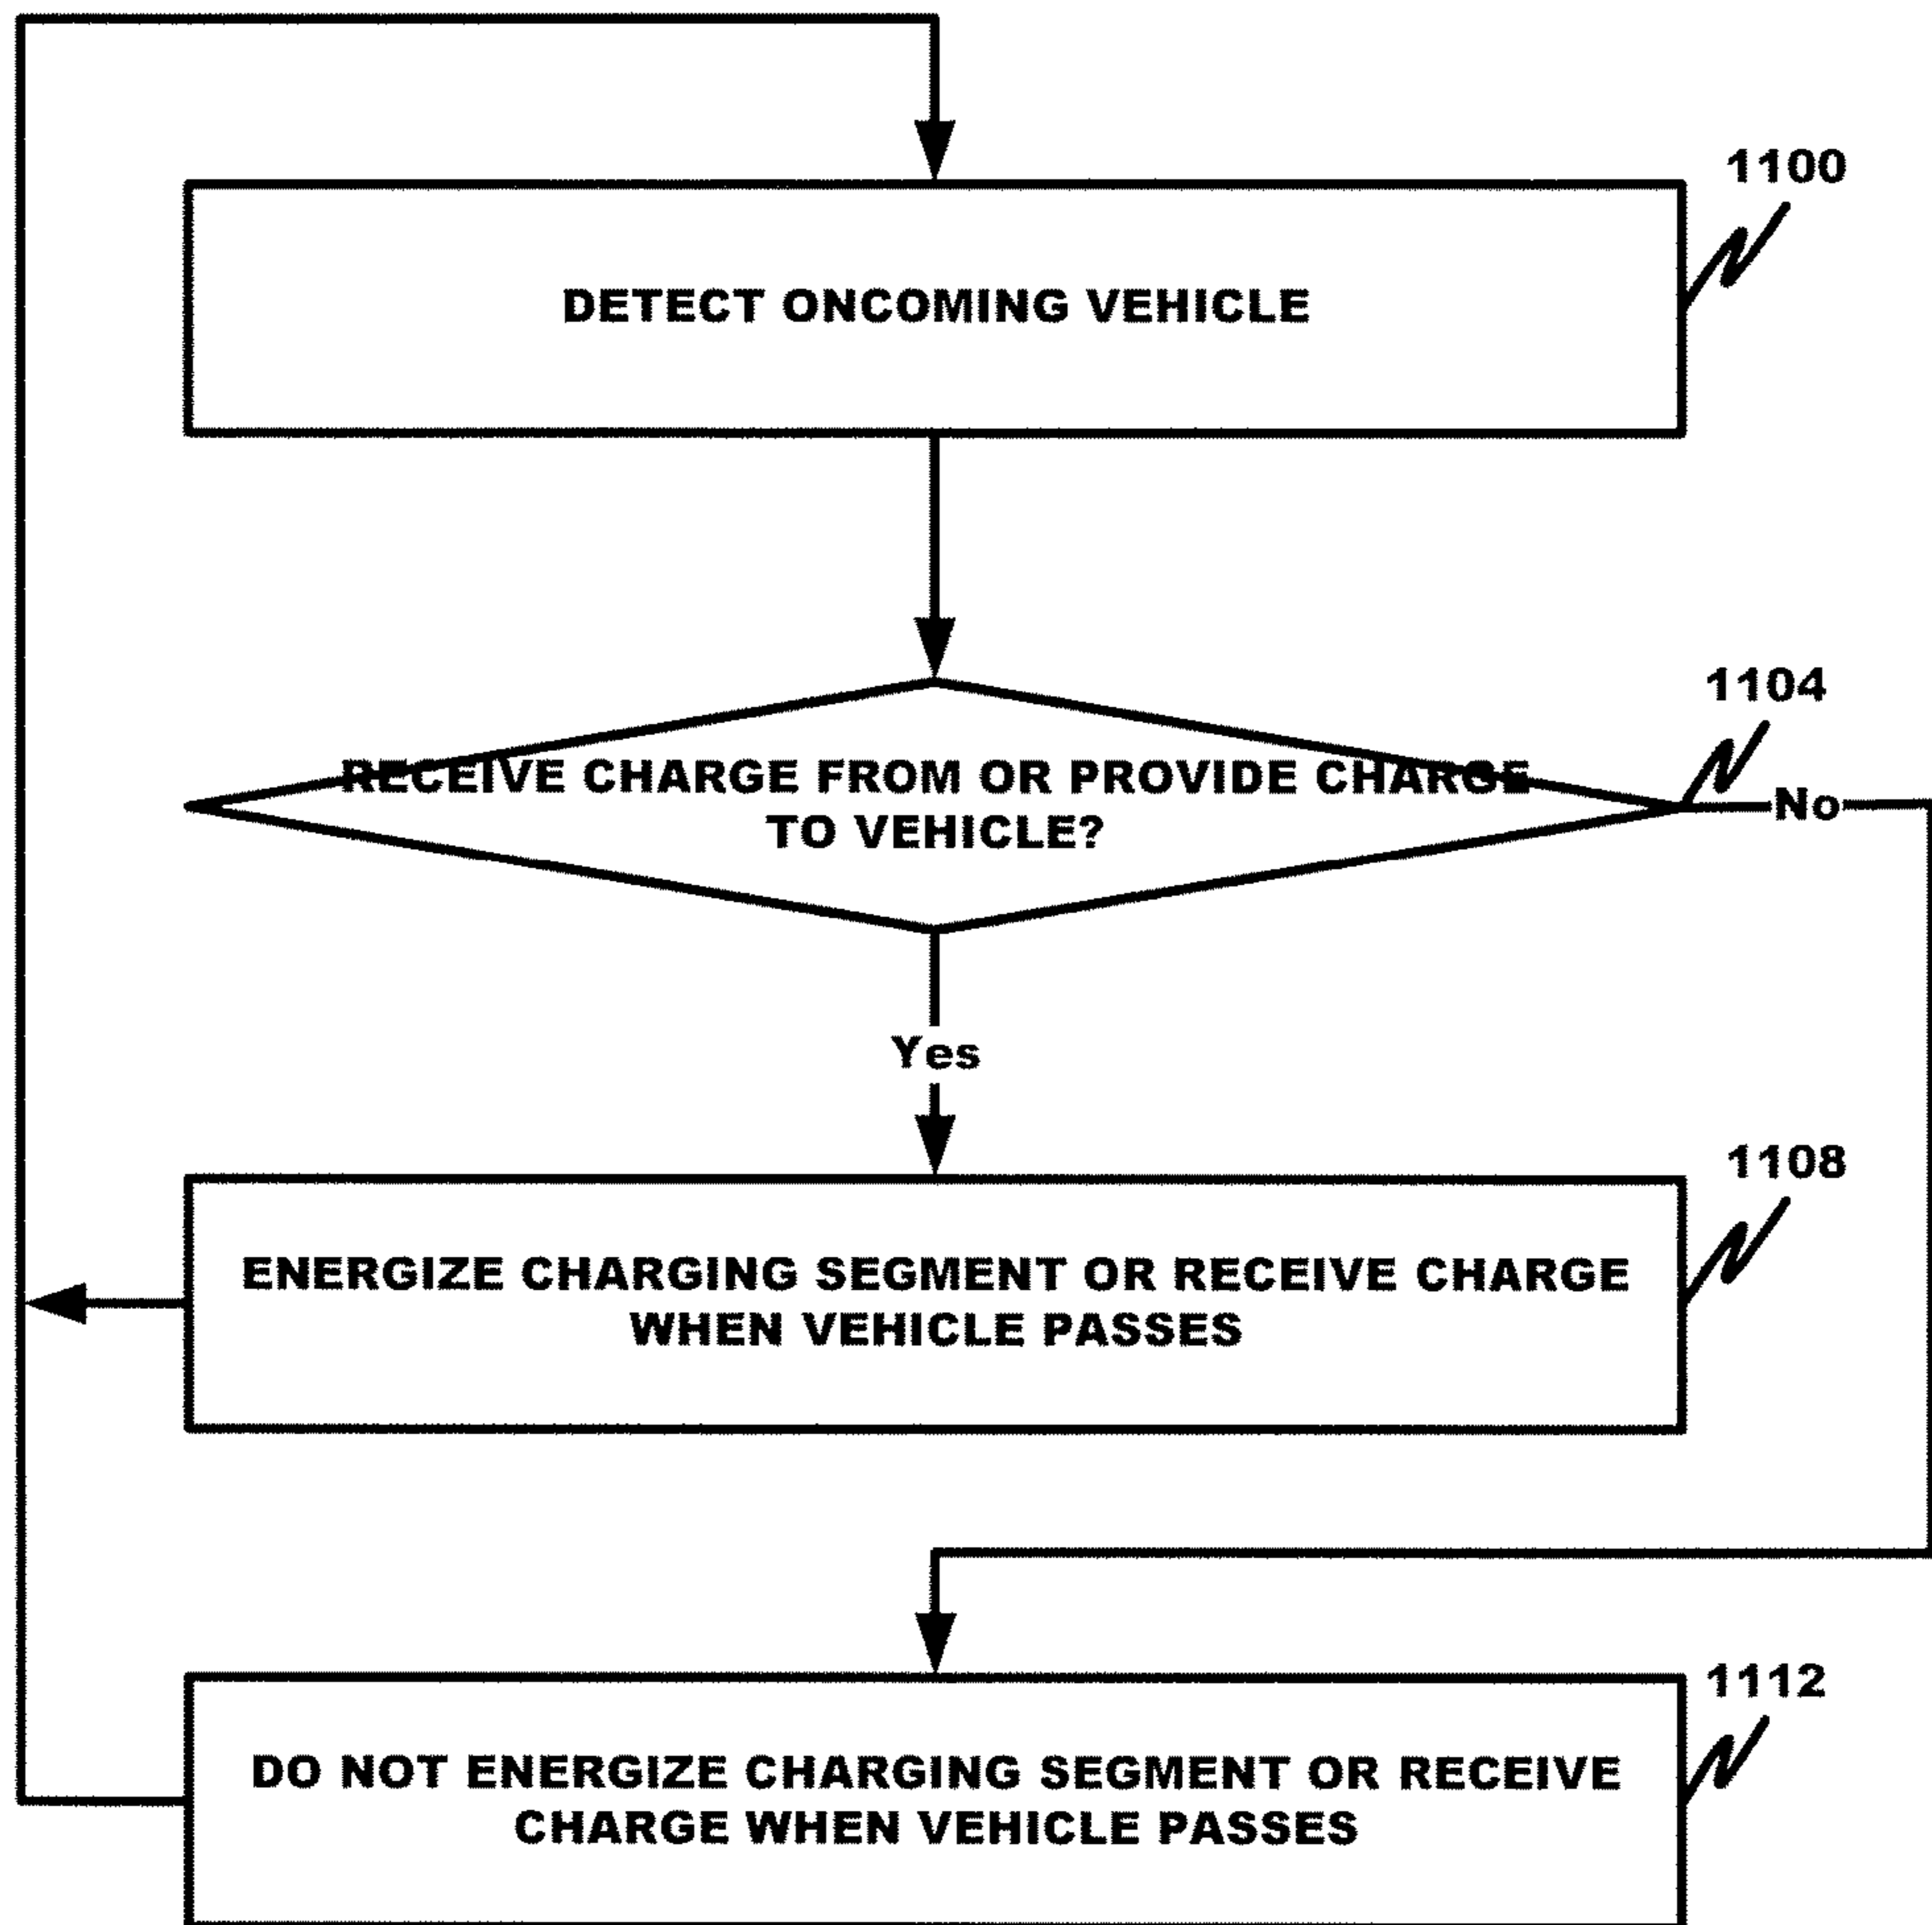 1100
DETECT ONCOMING VEHICLE
1104
RECEIVE CHARGE FROM OR PROVIDE CHARGE
TO VEHICLE?
No
Yes
1108
ENERGIZE CHARGING SEGMENT OR RECEIVE CHARGE
WHEN VEHICLE PASSES
1112
DO NOT ENERGIZE CHARGING SEGMENT OR RECEIVE
CHARGE WHEN VEHICLE PASSES